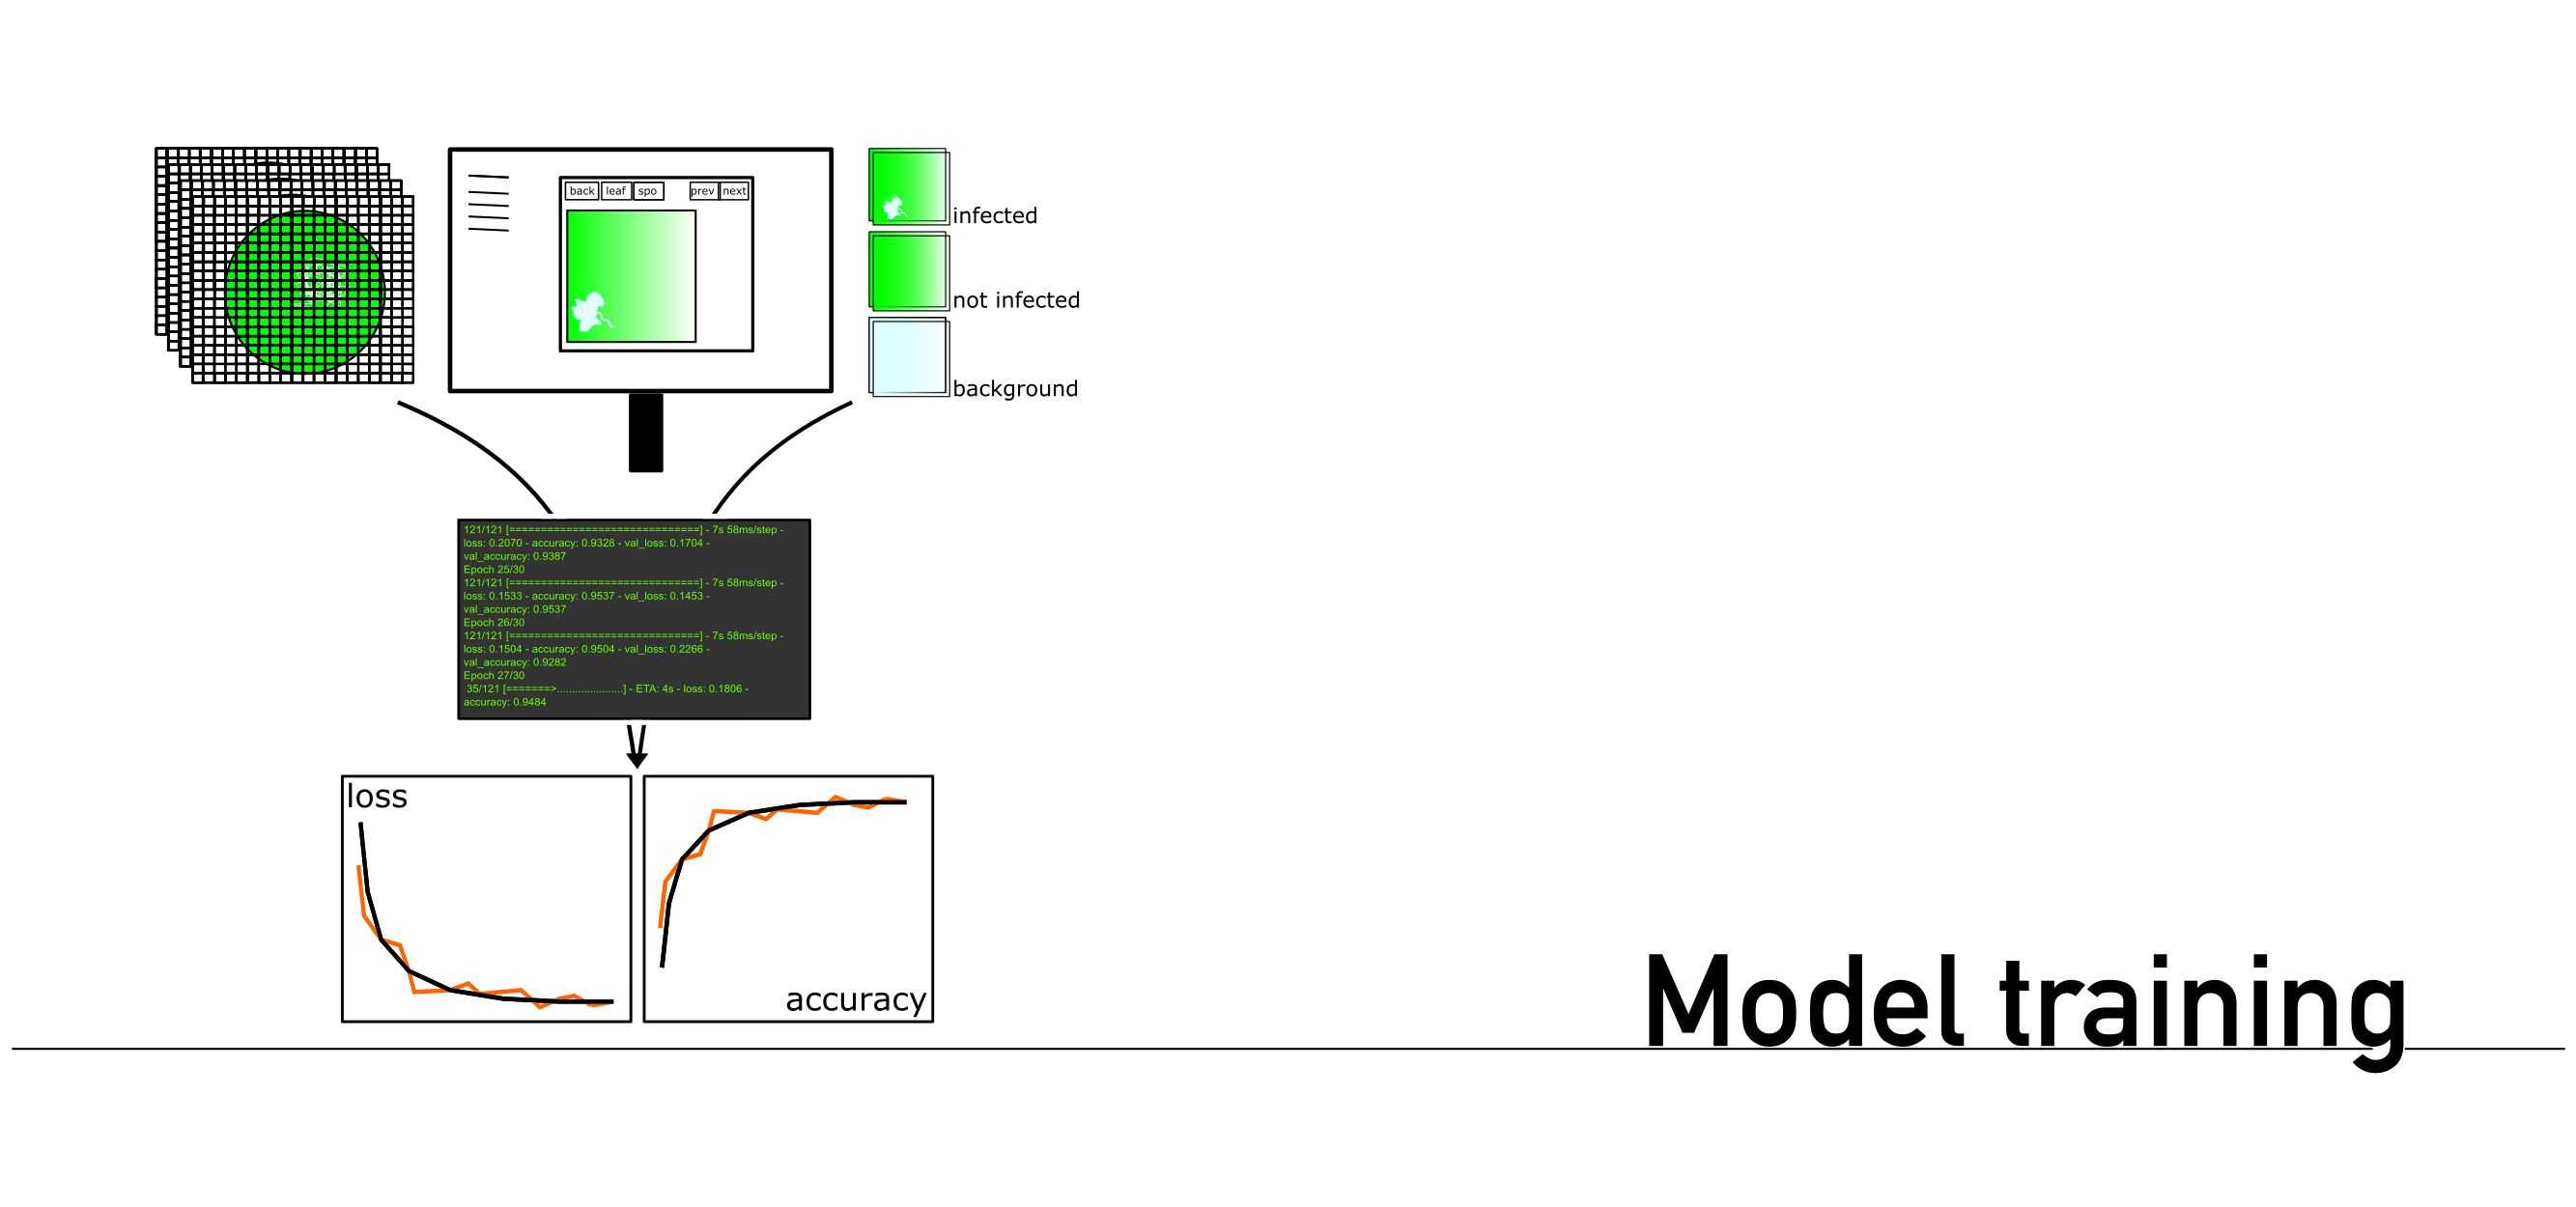 back leaf spo prev next
infected
not infected
background
121/121 [==============================] - 7s 58ms/step -
loss: 0.2070 - accuracy: 0.9328 - val_loss: 0.1704 -
val_accuracy: 0.9387
Epoch 25/30
121/121 [==============================] - 7s 58ms/step -
loss: 0.1533 - accuracy: 0.9537 - val_loss: 0.1453 -
val_accuracy: 0.9537
Epoch 26/30
121/121 [==============================] - 7s 58ms/step -
loss: 0.1504 - accuracy: 0.9504 - val_loss: 0.2266 -
val_accuracy: 0.9282
Epoch 27/30
35/121 [=======>......................] - ETA: 4s - loss: 0.1806 -
accuracy: 0.9484
loss
accuracy
Model training